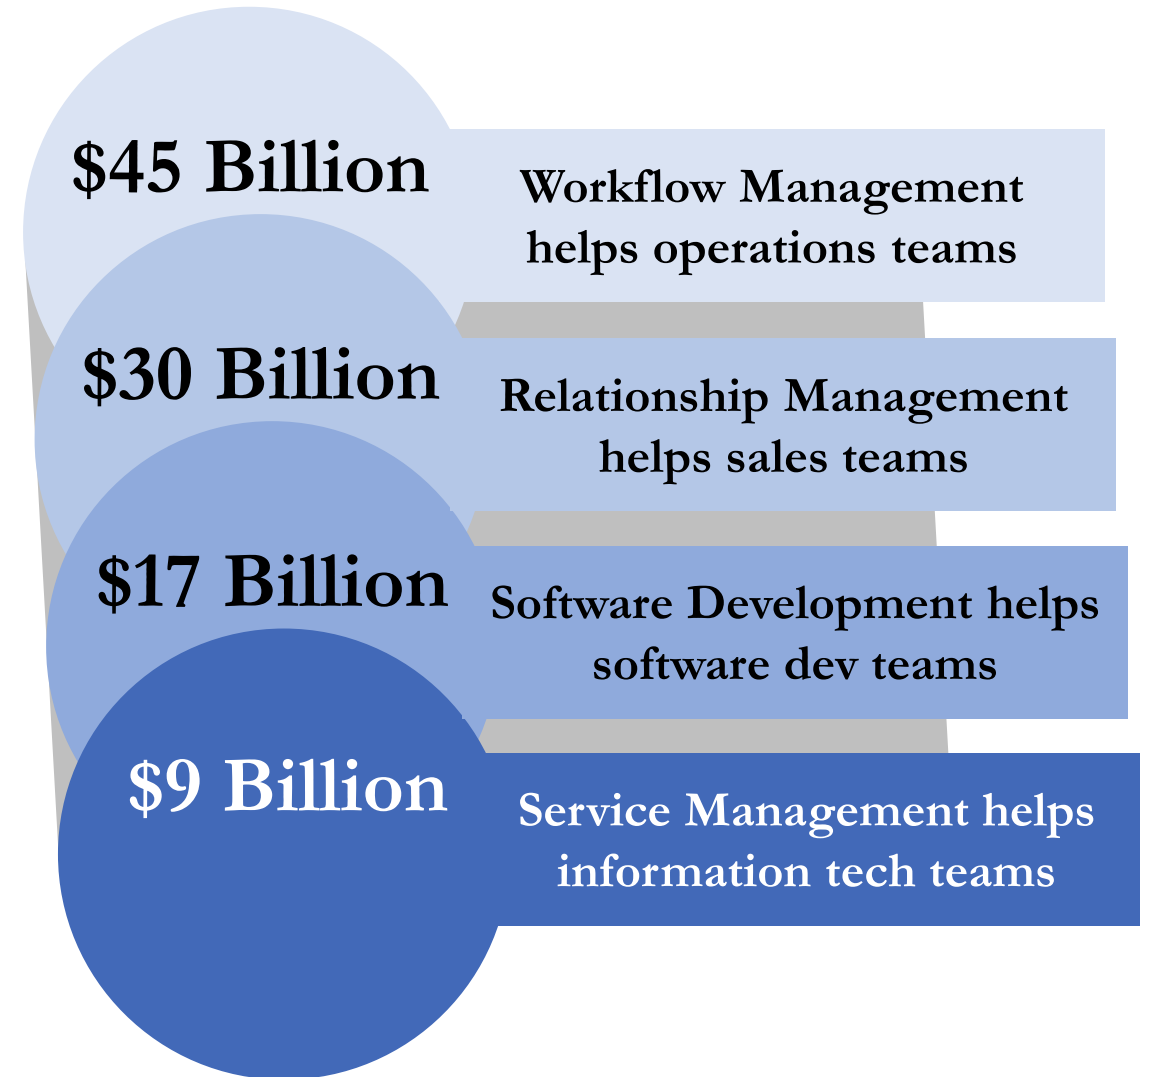 $45 Billion
Workflow Management
helps operations teams
$30 Billion
Relationship Management
helps sales teams
$17 Billion
Software Development helps
software dev teams
$9 Billion
Service Management helps
information tech teams